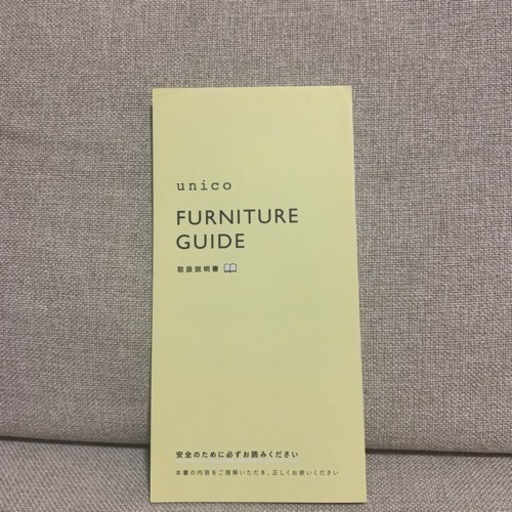 unico
FURNITURE
GUIDE
取扱説明書
安全のために必ずお読みください
本書の内容をご理解いただき、正しくお使いください